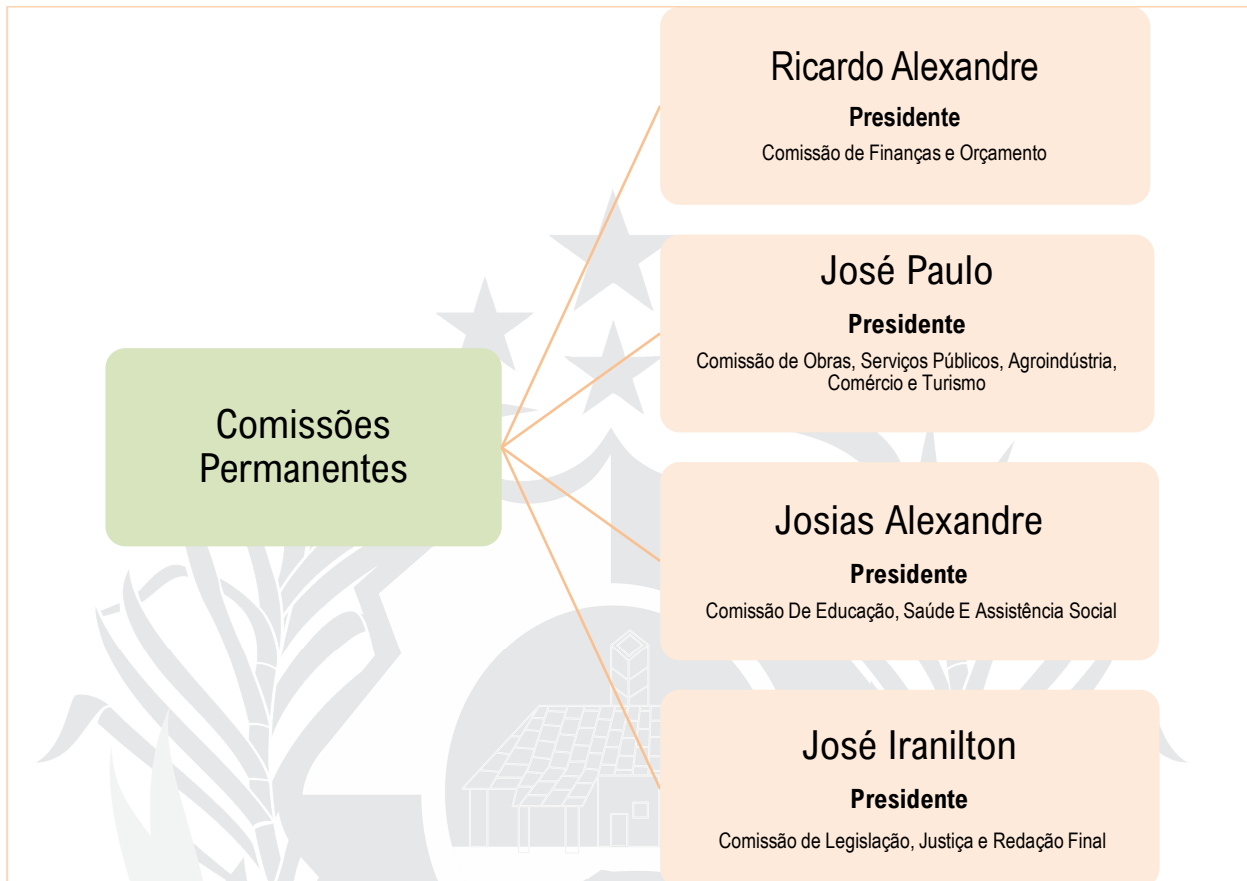 Comissões
Permanentes
Ricardo Alexandre
Presidente
Comissão de Finanças e Orçamento
José Paulo
Presidente
Comissão de Obras, Serviços Públicos, Agroindústria,
Comércio e Turismo
Josias Alexandre
Presidente
Comissão De Educação, Saúde E Assistência Social
José Iranilton
Presidente
Comissão de Legislação, Justiça e Redação Final